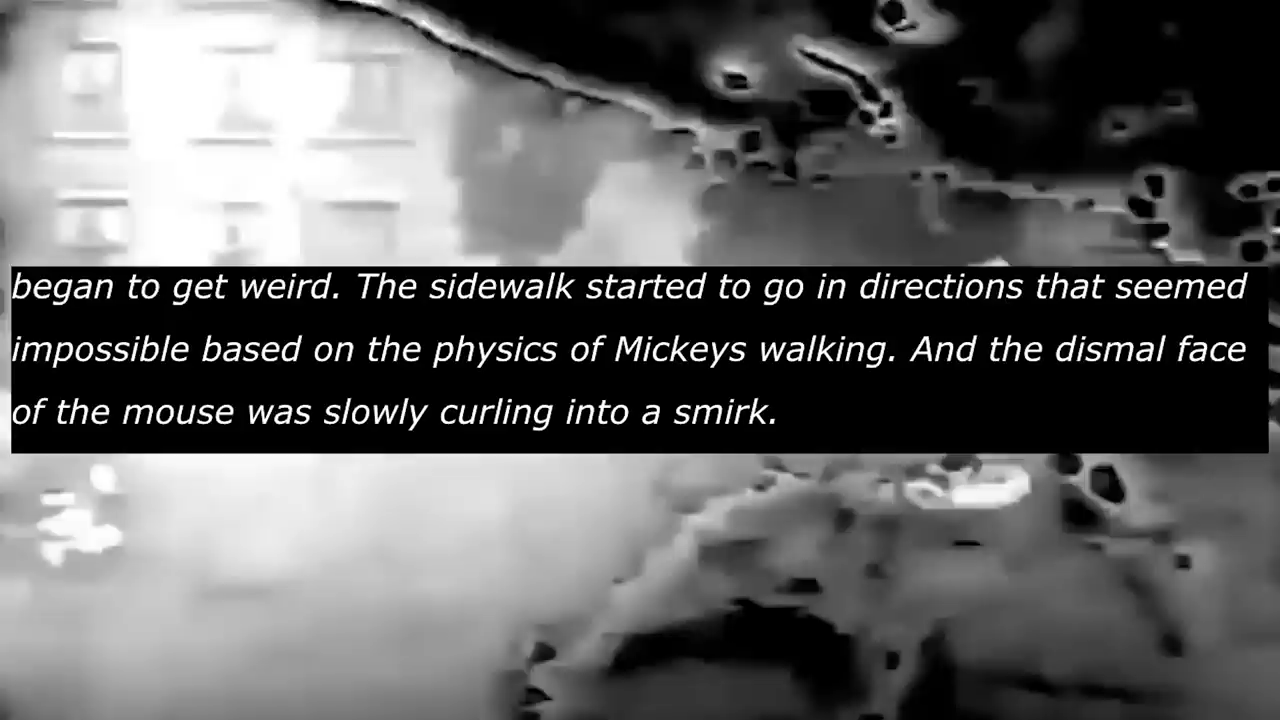 began to get weird. The sidewalk started to go in directions that seemed
impossible based on the physics of Mickeys walking. And the dismal face
of the mouse was slowly curling into a smirk.